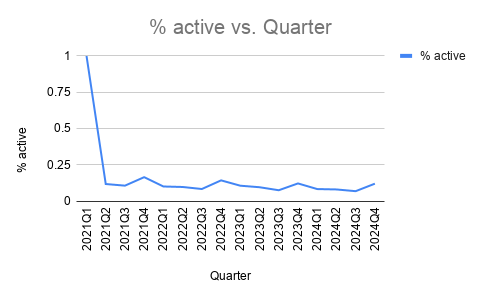 % active vs. Quarter
% active
1
0.75
0.5
0.25
0
% active
2021Q1
2021Q2
2021Q3
2021Q4
2022Q1
2022Q2
2022Q3
2022Q4
2023Q1
2023Q2
2023Q3
2023Q4
2024Q1
2024Q2
2024Q3
2024Q4
Quarter